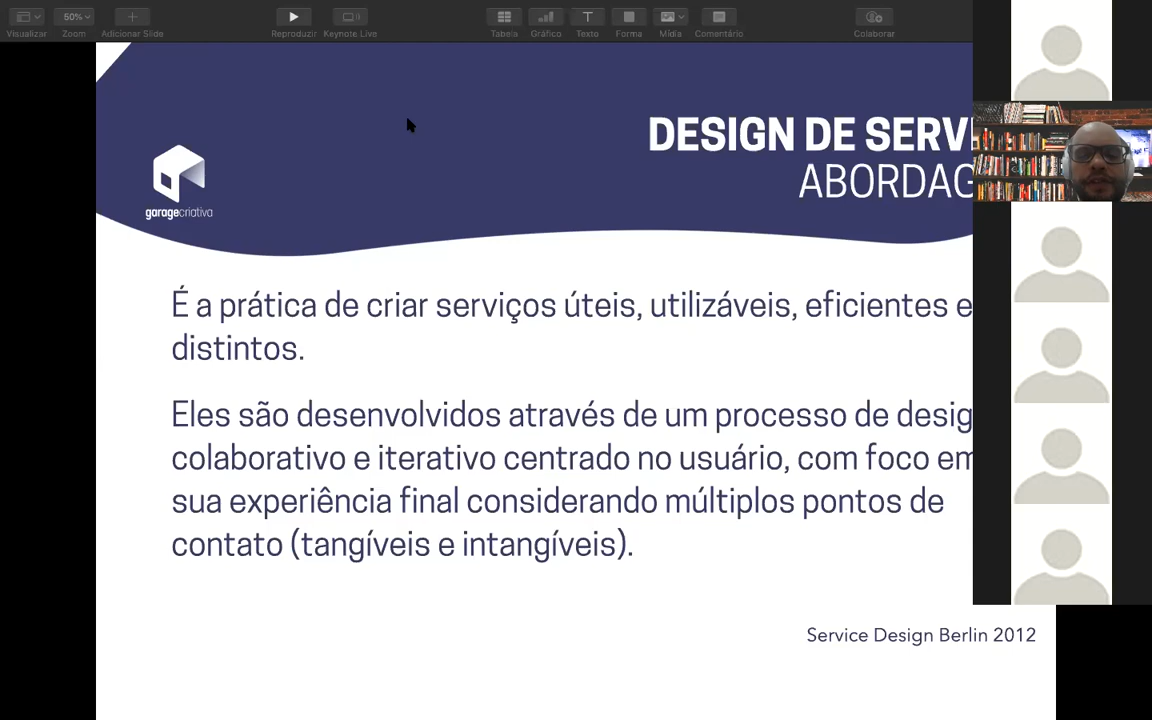 Visualizar
50%
Zoom
Adicionar Slide
Reproduzir
Keynote Live
Tabela
Gráfico
Texto
Forma
Mídia
Comentário
Colaborar
DESIGN DE SERV
ABORDAG
garagecriativa
É a prática de criar serviços úteis, utilizáveis, eficientes e
distintos.
Eles são desenvolvidos através de um processo de desig
colaborativo e iterativo centrado no usuário, com foco em
sua experiência final considerando múltiplos pontos de
contato (tangíveis e intangíveis).
Service Design Berlin 2012